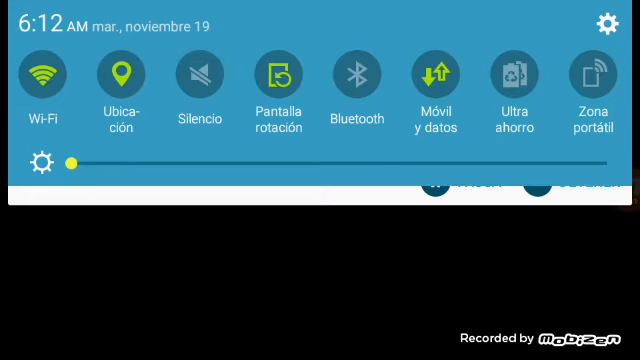 6:12 AM mar., noviembre 19
Wi-Fi
Ubica-
ción
Silencio
Pantalla
rotación
Bluetooth
Móvil
y datos
Ultra
ahorro
Zona
portátil
Recorded by Mobizen